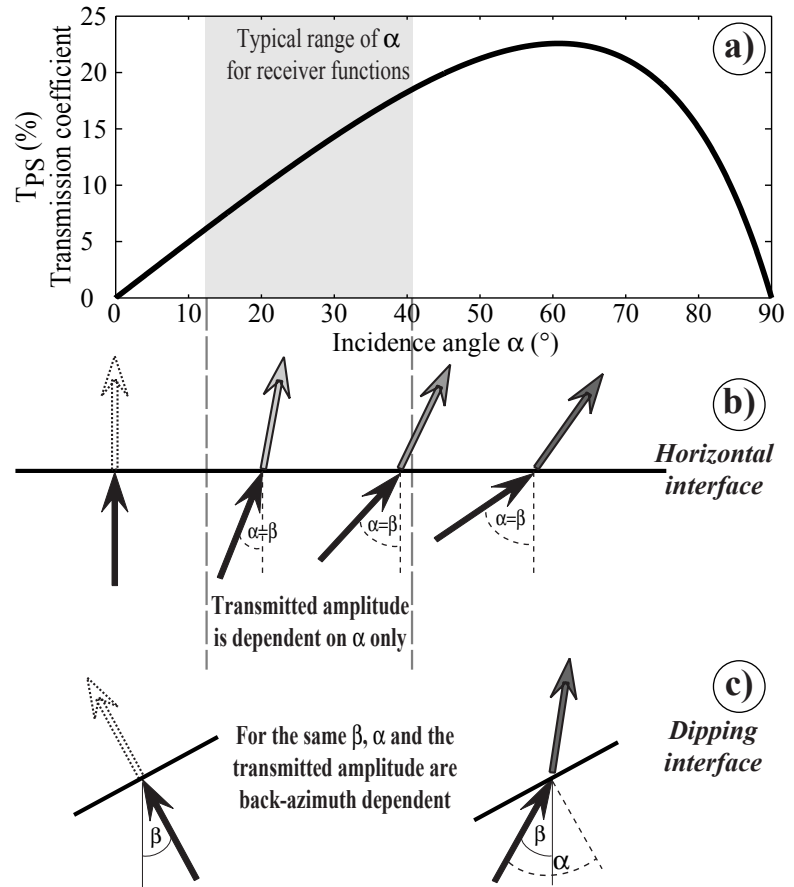 25
20
15
10
5
0
T_PS (%)
Transmission coefficient
Typical range of α
for receiver functions
a)
0 10 20 30 40 50 60 70 80 90
Incidence angle α (°)
b)
Horizontal
interface
α=β
α=β
α=β
Transmitted amplitude
is dependent on α only
c)
Dipping
interface
For the same β, α and the
transmitted amplitude are
back-azimuth dependent
β
β
α